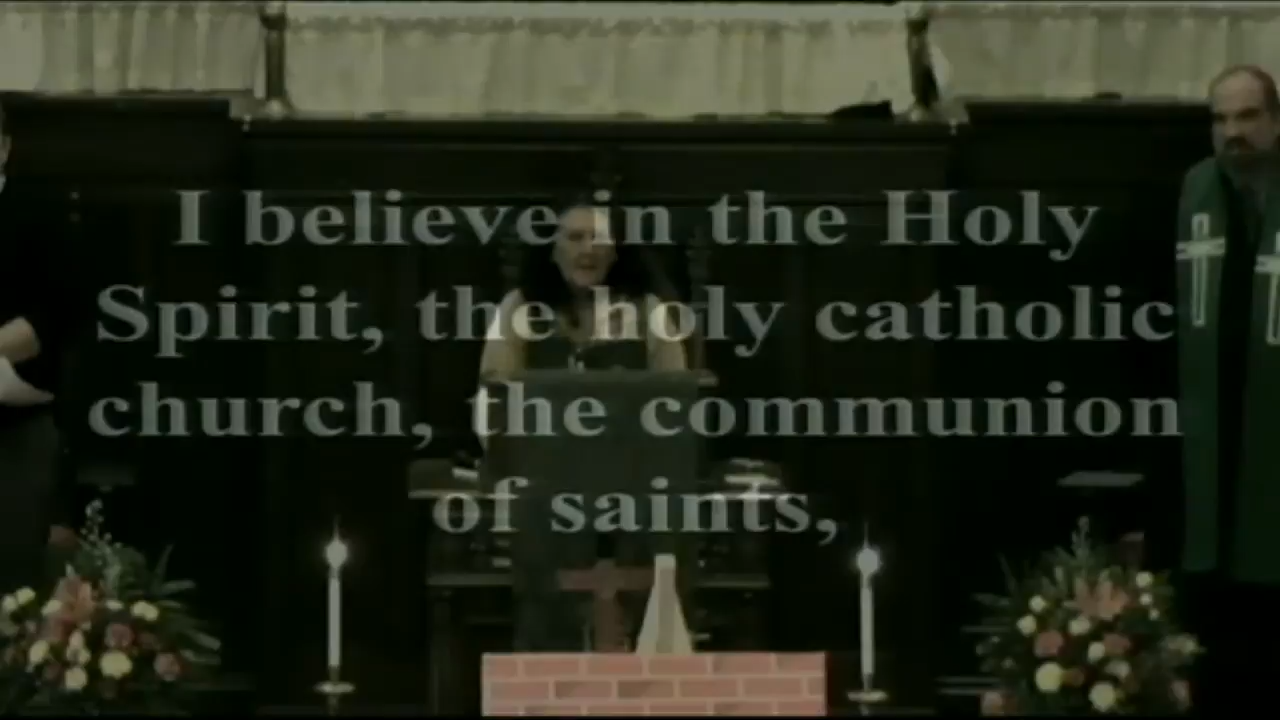 I believe in the Holy
Spirit, the holy catholic
church, the communion
of saints,